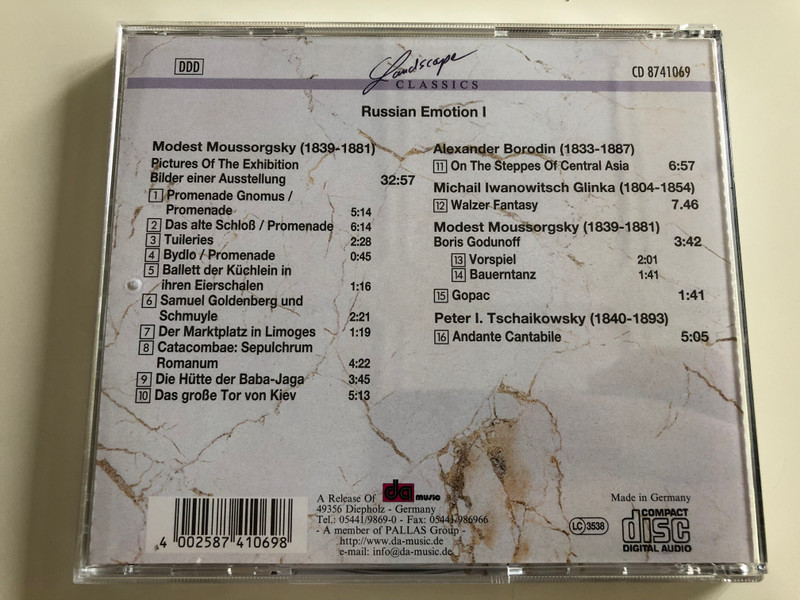 DDD
Landscape
CLASSICS
CD 8741069
Russian Emotion I
Modest Moussorgsky (1839-1881)
Pictures Of The Exhibition
Bilder einer Ausstellung 32:57
1 Promenade Gnomus /
Promenade 5:14
2 Das alte Schloß / Promenade 6:14
3 Tuileries 2:28
4 Bydlo / Promenade 0:45
5 Ballett der Küchlein in
ihren Eierschalen 1:16
6 Samuel Goldenberg und
Schmuyle 2:21
7 Der Marktplatz in Limoges 1:19
8 Catacombae: Sepulchrum
Romanum 4:22
9 Die Hütte der Baba-Jaga 3:45
10 Das große Tor von Kiev 5:13
Alexander Borodin (1833-1887)
11 On The Steppes Of Central Asia 6:57
Michail Iwanowitsch Glinka (1804-1854)
12 Walzer Fantasy 7.46
Modest Moussorgsky (1839-1881)
Boris Godunoff 3:42
13 Vorspiel 2:01
14 Bauerntanz 1:41
15 Gopac 1:41
Peter I. Tschaikowsky (1840-1893)
16 Andante Cantabile 5:05
4 002587 410698
A Release Of da music
49356 Diepholz - Germany
Tel.: 05441/9869-0 - Fax: 05441/986966
- A member of PALLAS Group -
http://www.da-music.de
e-mail: info@da-music.de
Made in Germany
LC 3538
COMPACT
disc
DIGITAL AUDIO